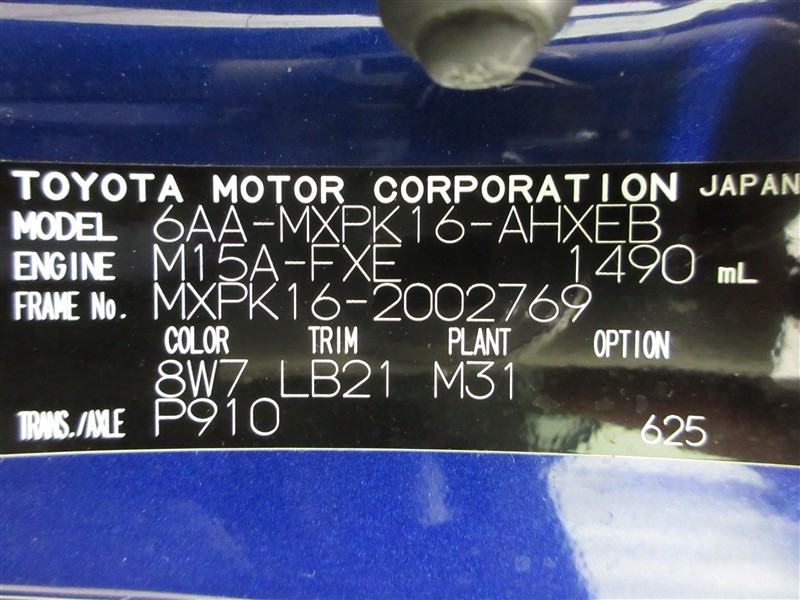 TOYOTA MOTOR CORPORATION JAPAN
MODEL 6AA-MXPK16-AHXEB
ENGINE M15A-FXE 1490 mL
FRAME No. MXPK16-2002769
COLOR TRIM PLANT OPTION
8W7 LB21 M31
TRANS./AXLE P910
625